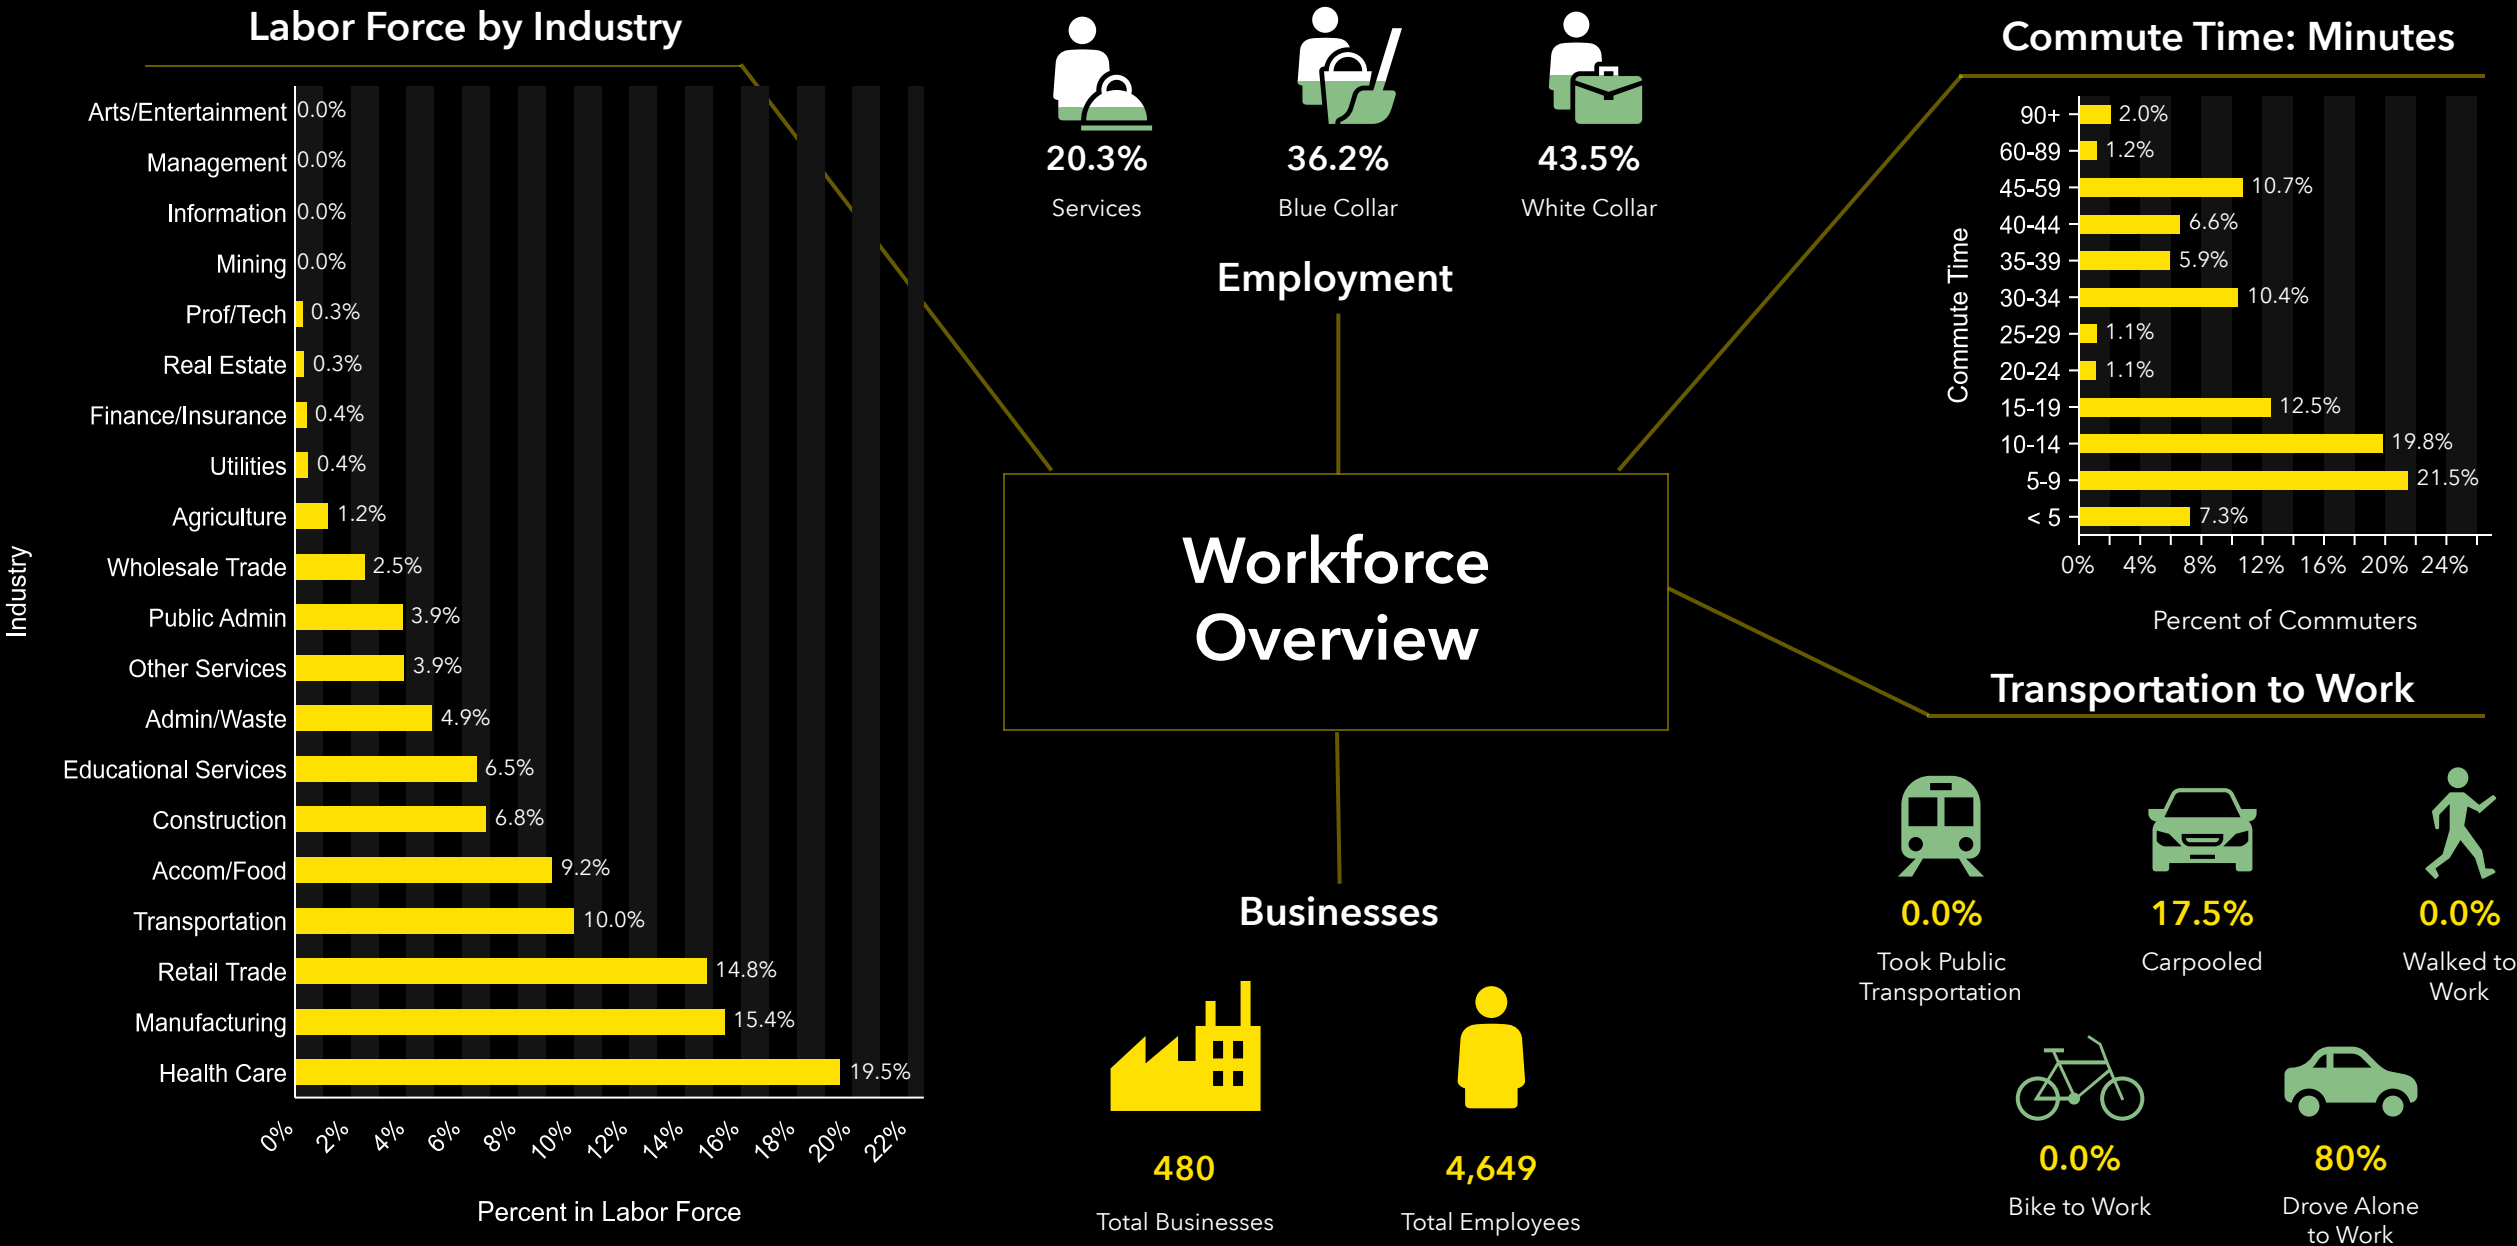 Labor Force by Industry
Industry
Arts/Entertainment 0.0%
Management 0.0%
Information 0.0%
Mining 0.0%
Prof/Tech 0.3%
Real Estate 0.3%
Finance/Insurance 0.4%
Utilities 0.4%
Agriculture 1.2%
Wholesale Trade 2.5%
Public Admin 3.9%
Other Services 3.9%
Admin/Waste 4.9%
Educational Services 6.5%
Construction 6.8%
Accom/Food 9.2%
Transportation 10.0%
Retail Trade 14.8%
Manufacturing 15.4%
Health Care 19.5%
0% 2% 4% 6% 8% 10% 12% 14% 16% 18% 20% 22%
Percent in Labor Force
20.3% 36.2% 43.5%
Services Blue Collar White Collar
Employment
Workforce
Overview
Businesses
480 4,649
Total Businesses Total Employees
Commute Time: Minutes
Commute Time
90+ 2.0%
60-89 1.2%
45-59 10.7%
40-44 6.6%
35-39 5.9%
30-34 10.4%
25-29 1.1%
20-24 1.1%
15-19 12.5%
10-14 19.8%
5-9 21.5%
< 5 7.3%
0% 4% 8% 12% 16% 20% 24%
Percent of Commuters
Transportation to Work
0.0% 17.5% 0.0%
Took Public Carpooled Walked to
Transportation Work
0.0% 80%
Bike to Work Drove Alone
to Work